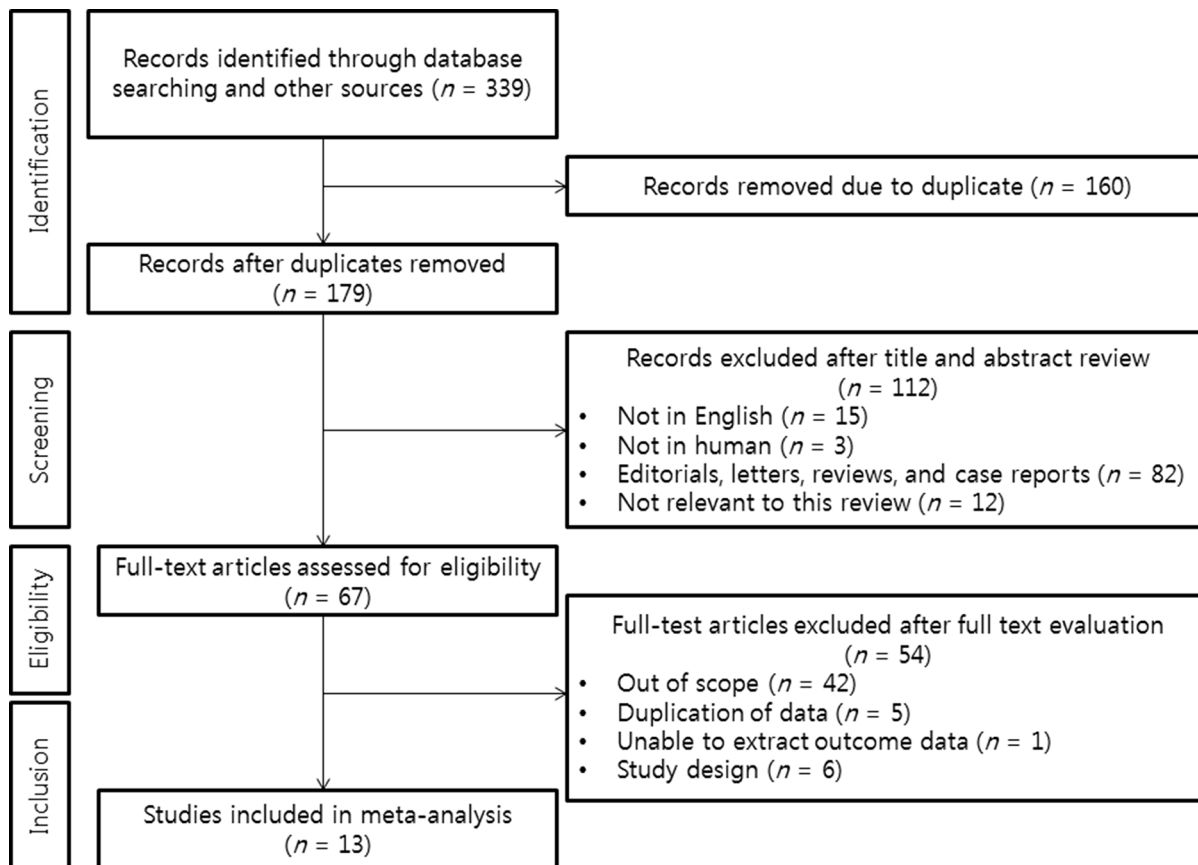 Identification
Records identified through database
searching and other sources (n = 339)
Records removed due to duplicate (n = 160)
Records after duplicates removed
(n = 179)
Screening
Records excluded after title and abstract review
(n = 112)
• Not in English (n = 15)
• Not in human (n = 3)
• Editorials, letters, reviews, and case reports (n = 82)
• Not relevant to this review (n = 12)
Eligibility
Full-text articles assessed for eligibility
(n = 67)
Full-test articles excluded after full text evaluation
(n = 54)
• Out of scope (n = 42)
• Duplication of data (n = 5)
• Unable to extract outcome data (n = 1)
• Study design (n = 6)
Inclusion
Studies included in meta-analysis
(n = 13)